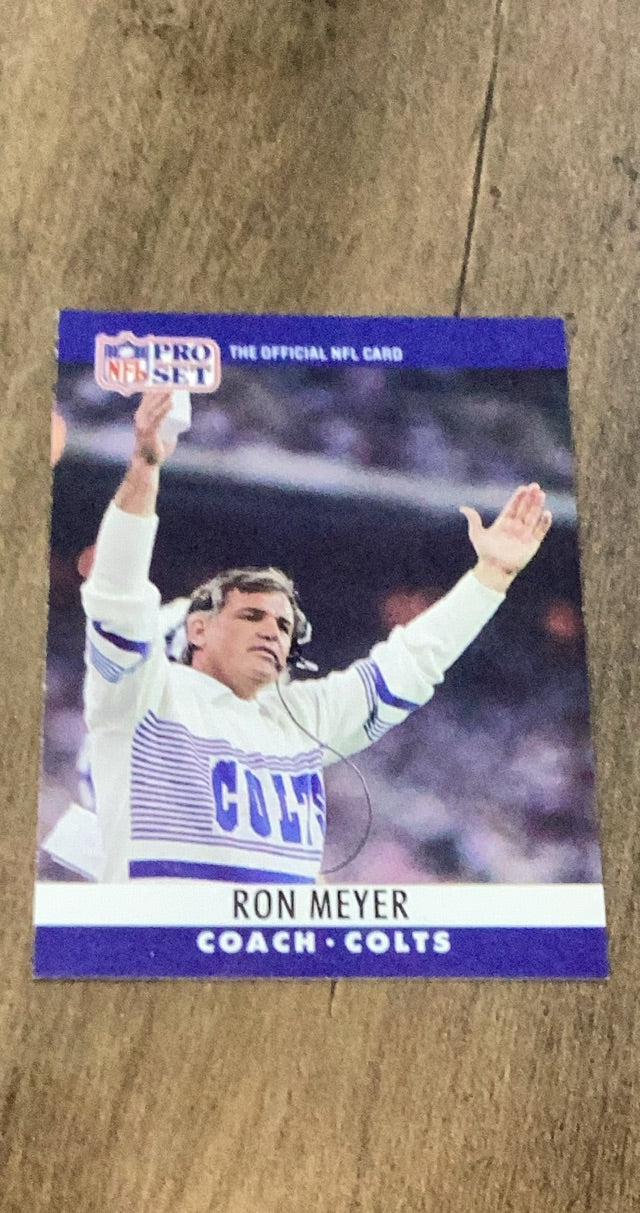 NFL PRO SET
THE OFFICIAL NFL CARD
COLTS
RON MEYER
COACH · COLTS